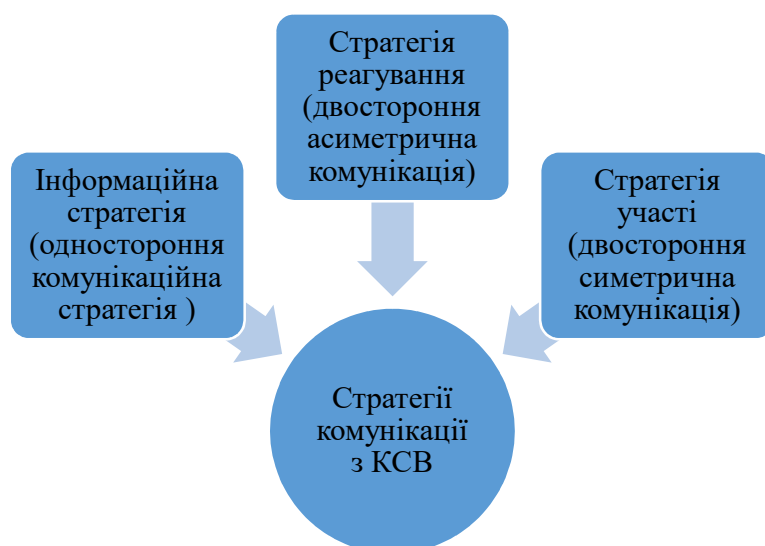 Стратегія
реагування
(двостороння
асиметрична
комунікація)
Інформаційна
стратегія
(одностороння
комунікаційна
стратегія )
Стратегія
участі
(двостороння
симетрична
комунікація)
Стратегії
комунікації
з КСВ